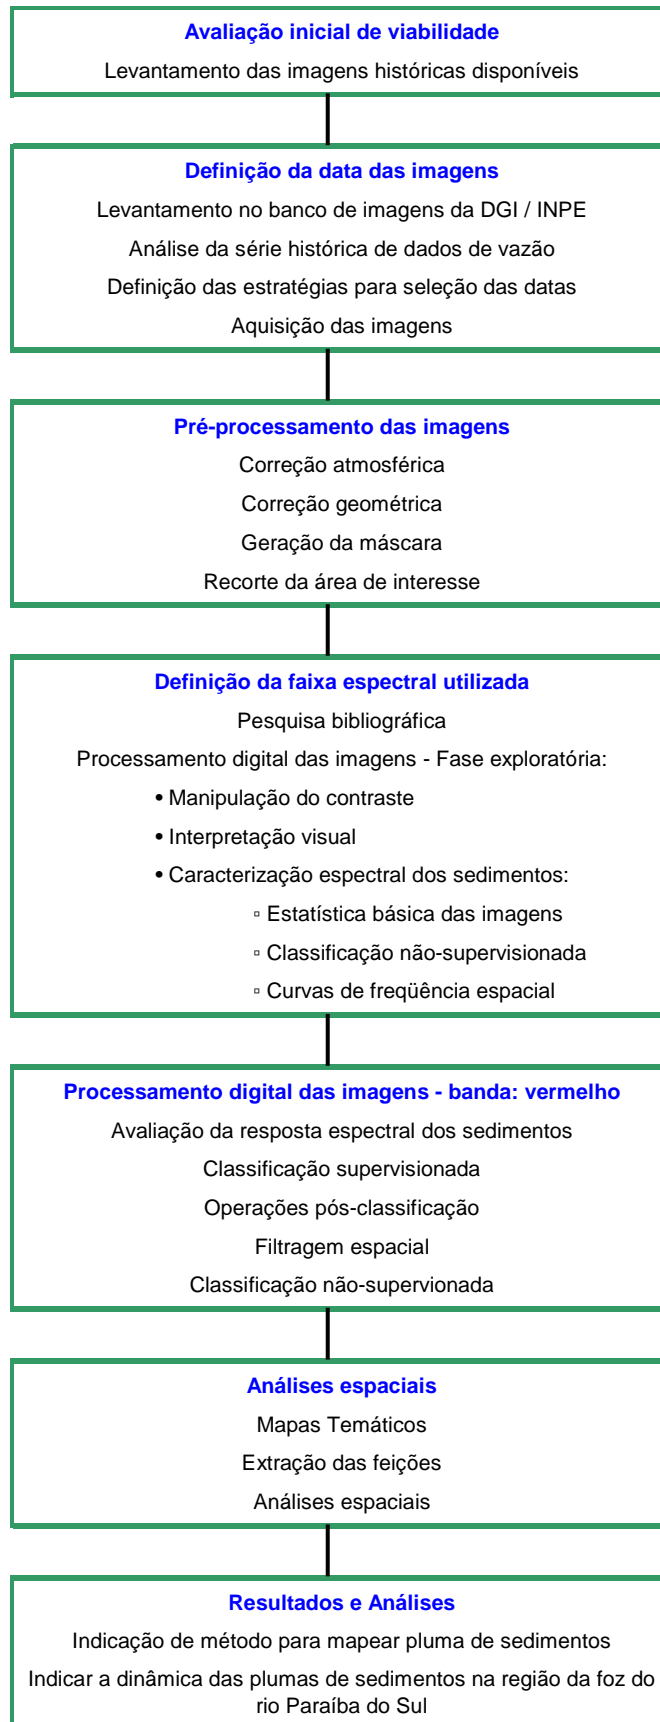 Avaliação inicial de viabilidade
Levantamento das imagens históricas disponíveis
Definição da data das imagens
Levantamento no banco de imagens da DGI / INPE
Análise da série histórica de dados de vazão
Definição das estratégias para seleção das datas
Aquisição das imagens
Pré-processamento das imagens
Correção atmosférica
Correção geométrica
Geração da máscara
Recorte da área de interesse
Definição da faixa espectral utilizada
Pesquisa bibliográfica
Processamento digital das imagens - Fase exploratória:
• Manipulação do contraste
• Interpretação visual
• Caracterização espectral dos sedimentos:
▫ Estatística básica das imagens
▫ Classificação não-supervisionada
▫ Curvas de freqüência espacial
Processamento digital das imagens - banda: vermelho
Avaliação da resposta espectral dos sedimentos
Classificação supervisionada
Operações pós-classificação
Filtragem espacial
Classificação não-supervionada
Análises espaciais
Mapas Temáticos
Extração das feições
Análises espaciais
Resultados e Análises
Indicação de método para mapear pluma de sedimentos
Indicar a dinâmica das plumas de sedimentos na região da foz do
rio Paraíba do Sul